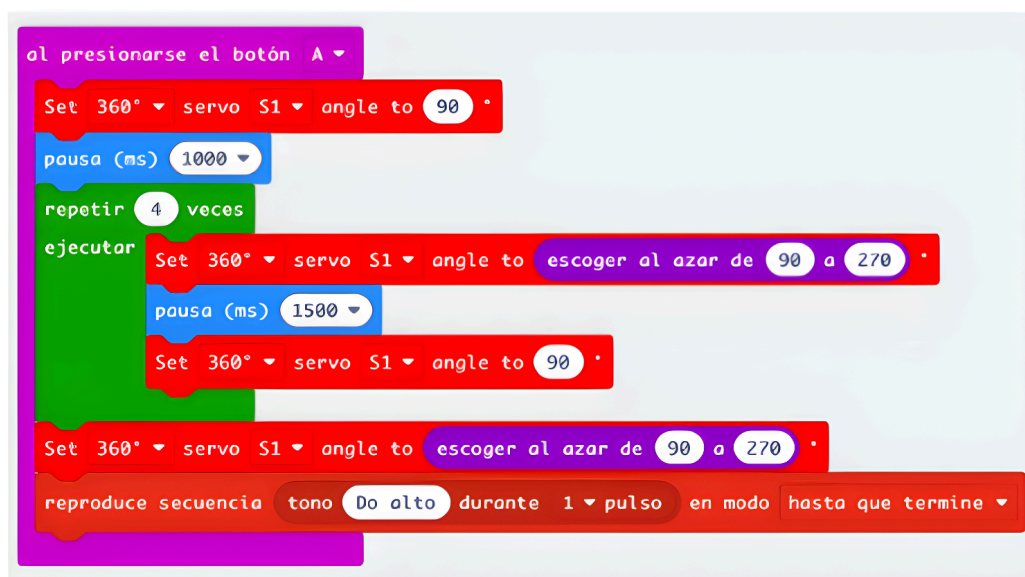 al presionarse el botón A
Set 360° servo S1 angle to 90 °
pausa (ms) 1000
repetir 4 veces
ejecutar
Set 360° servo S1 angle to escoger al azar de 90 a 270 °
pausa (ms) 1500
Set 360° servo S1 angle to 90 °
Set 360° servo S1 angle to escoger al azar de 90 a 270 °
reproduce secuencia tono Do alto durante 1 pulso en modo hasta que termine